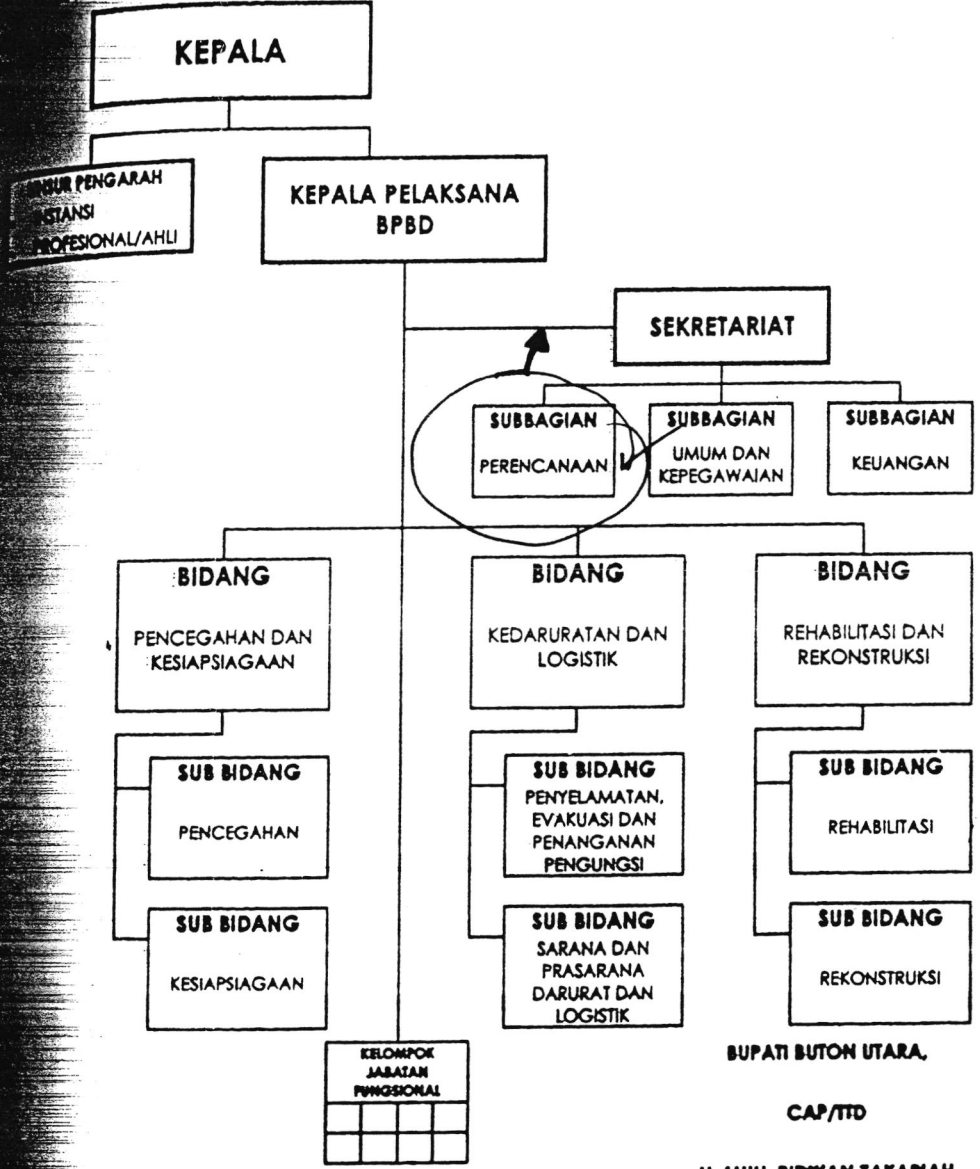 KEPALA
UNSUR PENGARAH
INSTANSI
PROFESIONAL/AHLI
KEPALA PELAKSANA
BPBD
SEKRETARIAT
SUBBAGIAN
PERENCANAAN
SUBBAGIAN
UMUM DAN
KEPEGAWAIAN
SUBBAGIAN
KEUANGAN
BIDANG
PENCEGAHAN DAN
KESIAPSIAGAAN
BIDANG
KEDARURATAN DAN
LOGISTIK
BIDANG
REHABILITASI DAN
REKONSTRUKSI
SUB BIDANG
PENCEGAHAN
SUB BIDANG
PENYELAMATAN,
EVAKUASI DAN
PENANGANAN
PENGUNGSI
SUB BIDANG
REHABILITASI
SUB BIDANG
KESIAPSIAGAAN
SUB BIDANG
SARANA DAN
PRASARANA
DARURAT DAN
LOGISTIK
SUB BIDANG
REKONSTRUKSI
KELOMPOK
JABATAN
FUNGSIONAL
BUPATI BUTON UTARA,
CAP/TTD
RIDWAN ZAKARIAH